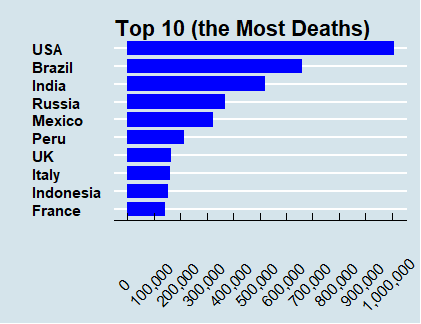 Top 10 (the Most Deaths)
USA
Brazil
India
Russia
Mexico
Peru
UK
Italy
Indonesia
France
0
100,000
200,000
300,000
400,000
500,000
600,000
700,000
800,000
900,000
1,000,000